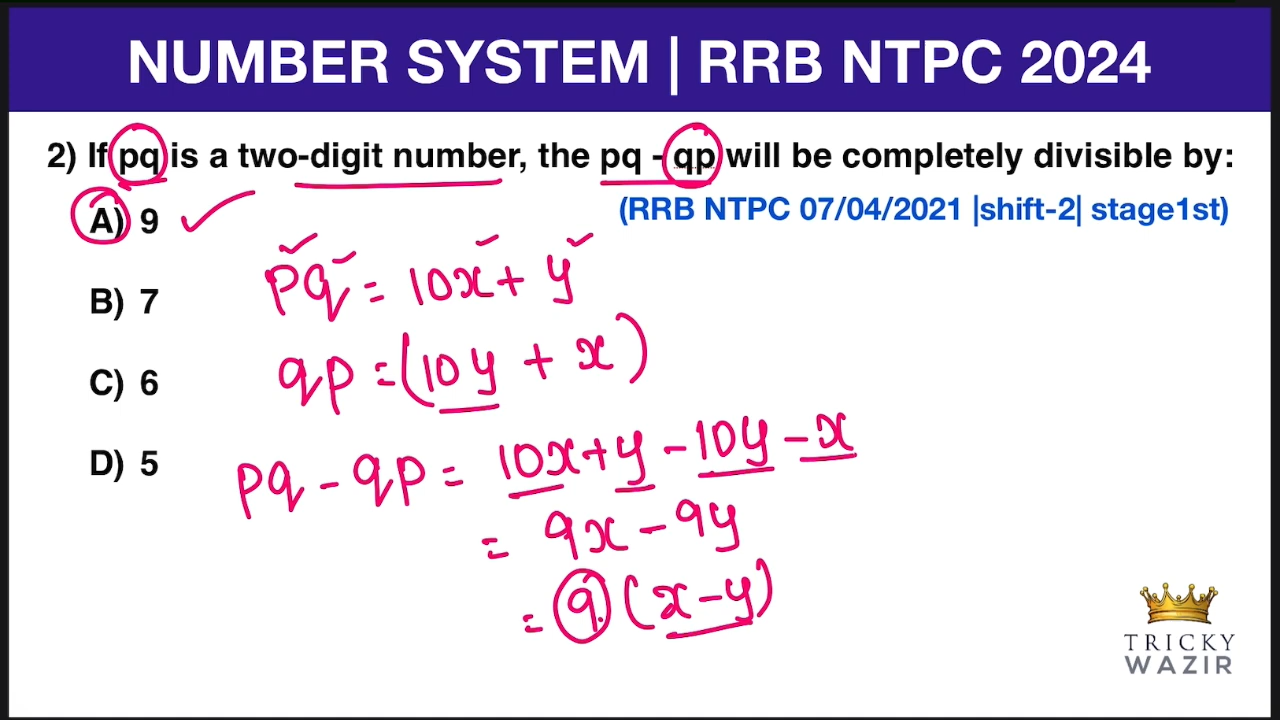 NUMBER SYSTEM | RRB NTPC 2024
2) If pq is a two-digit number, the pq - qp will be completely divisible by:
(RRB NTPC 07/04/2021 |shift-2| stage1st)
A) 9
B) 7
C) 6
D) 5
pq = 10x + y
qp = (10y + x)
pq - qp = 10x + y - 10y - x
= 9x - 9y
= 9 (x - y)
TRICKY
WAZIR